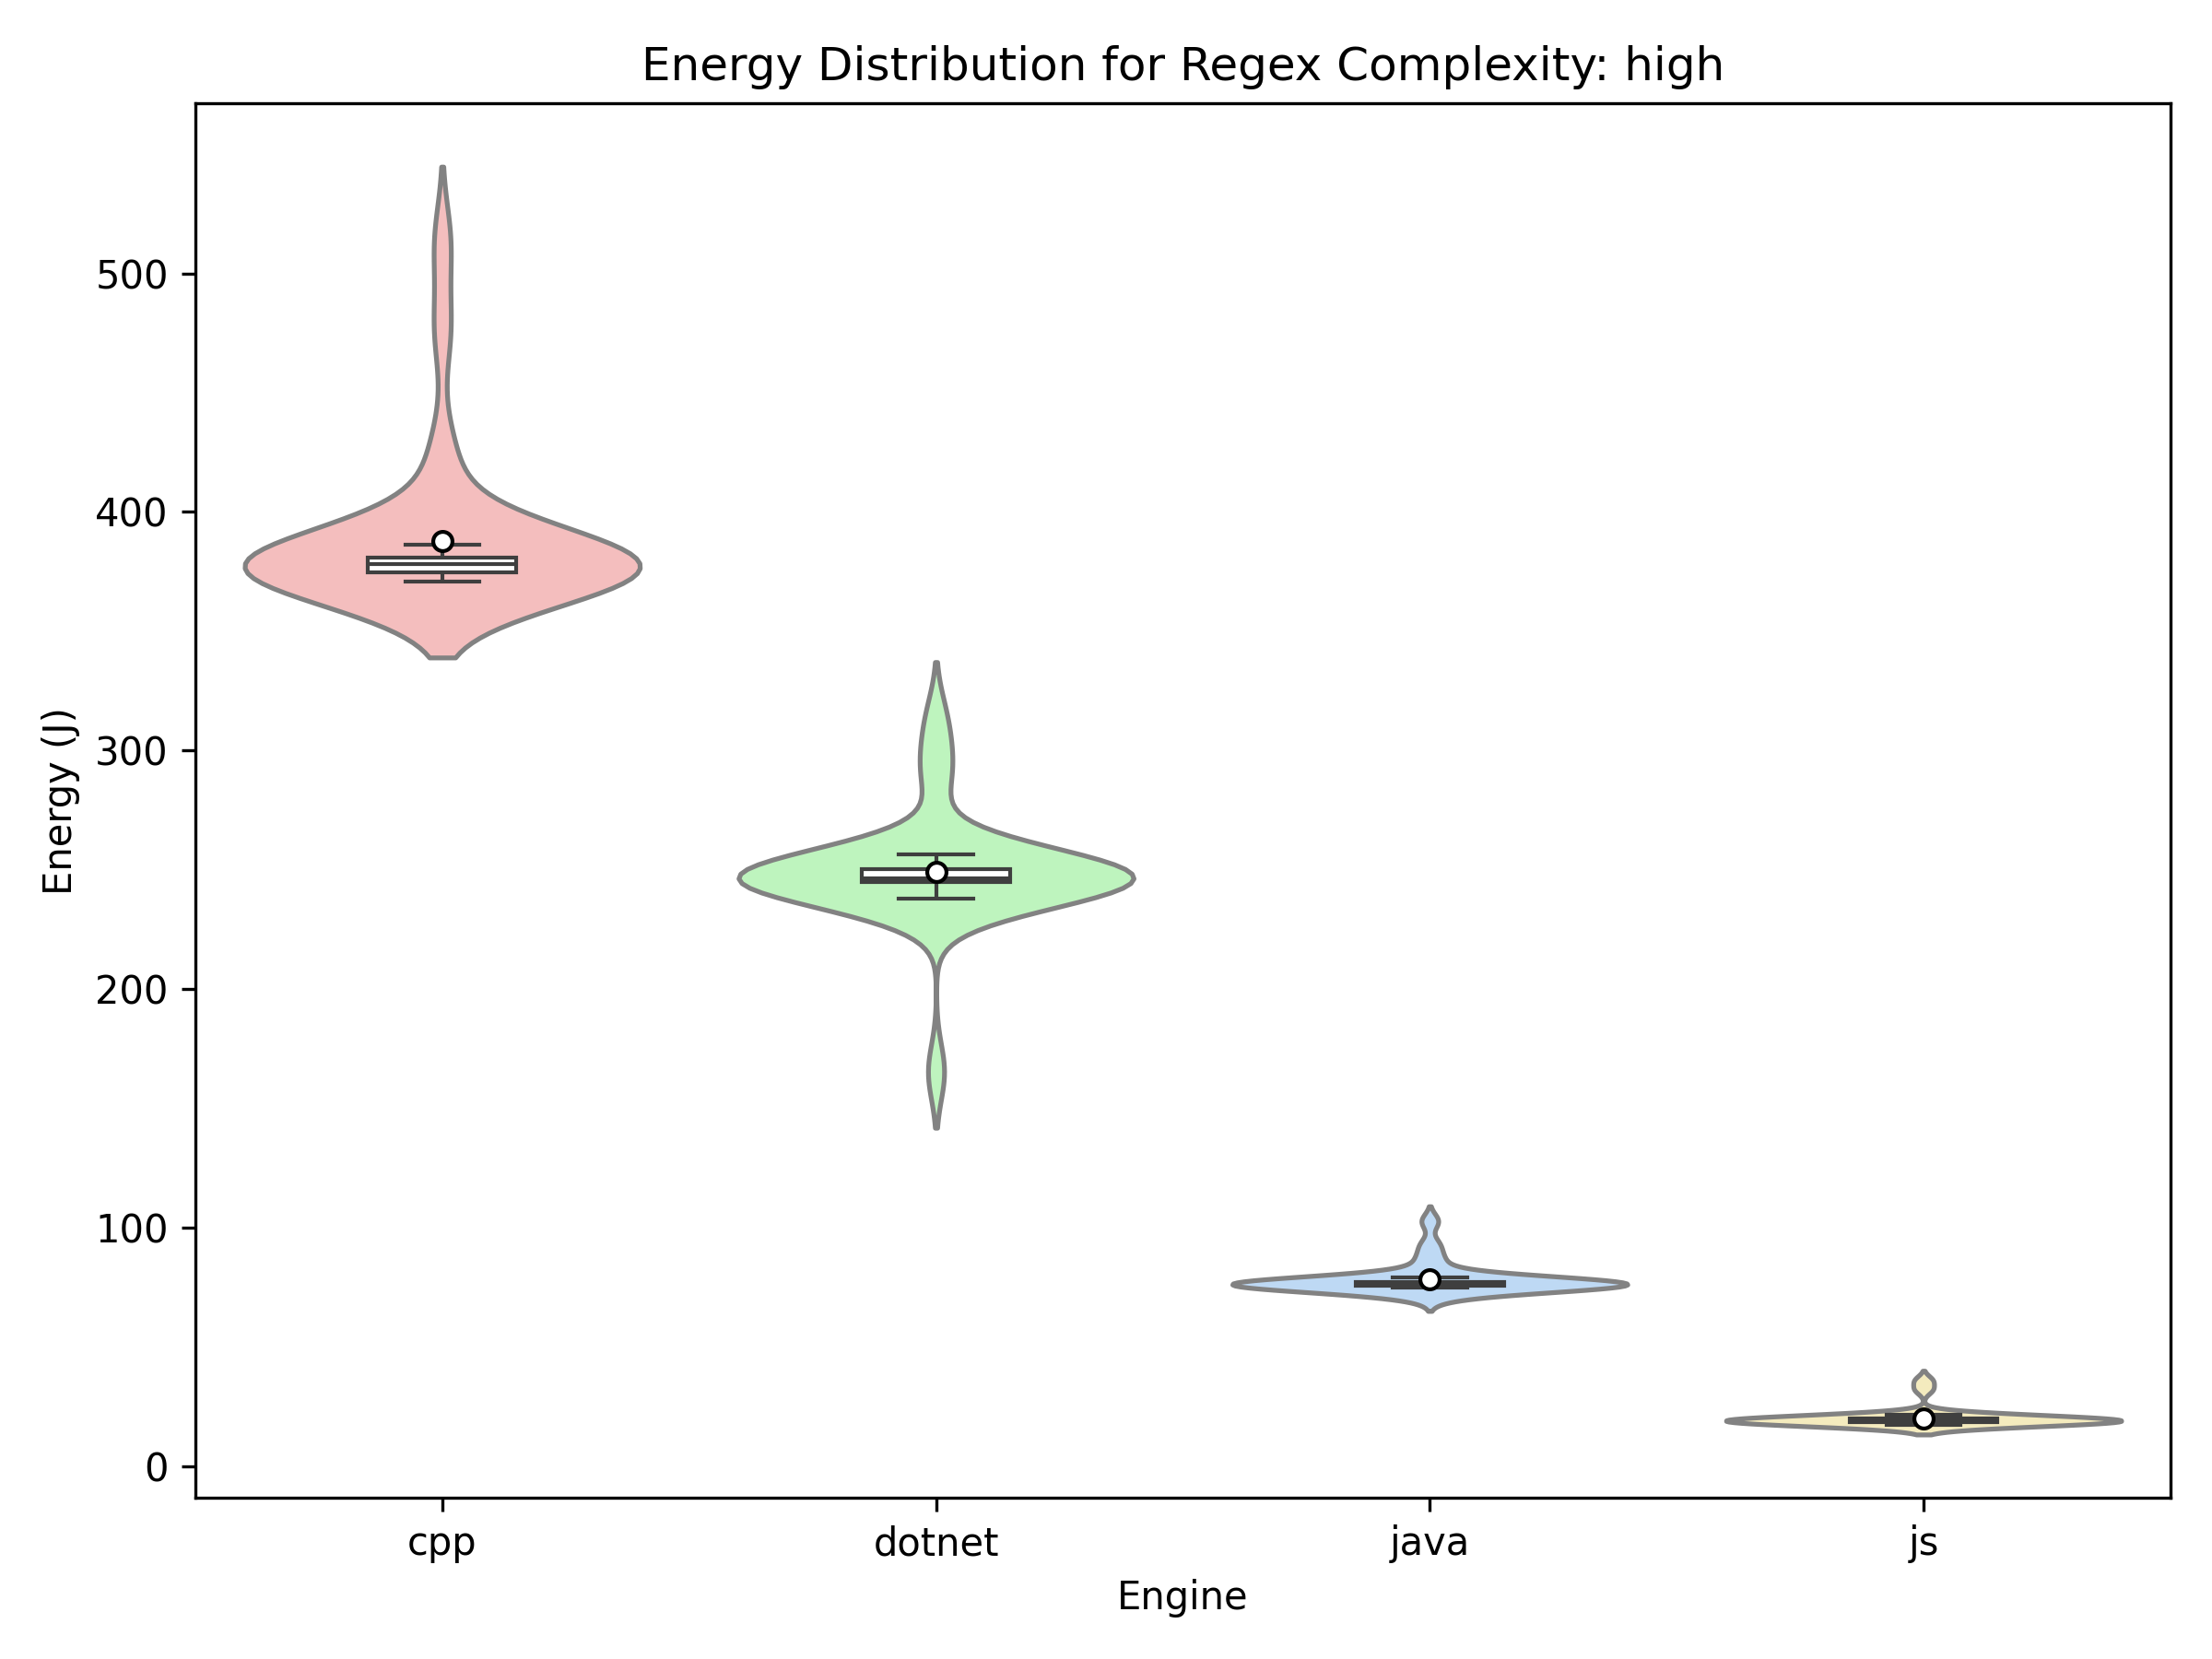 Energy Distribution for Regex Complexity: high
Energy (J)
500
400
300
200
100
0
cpp
dotnet
java
js
Engine